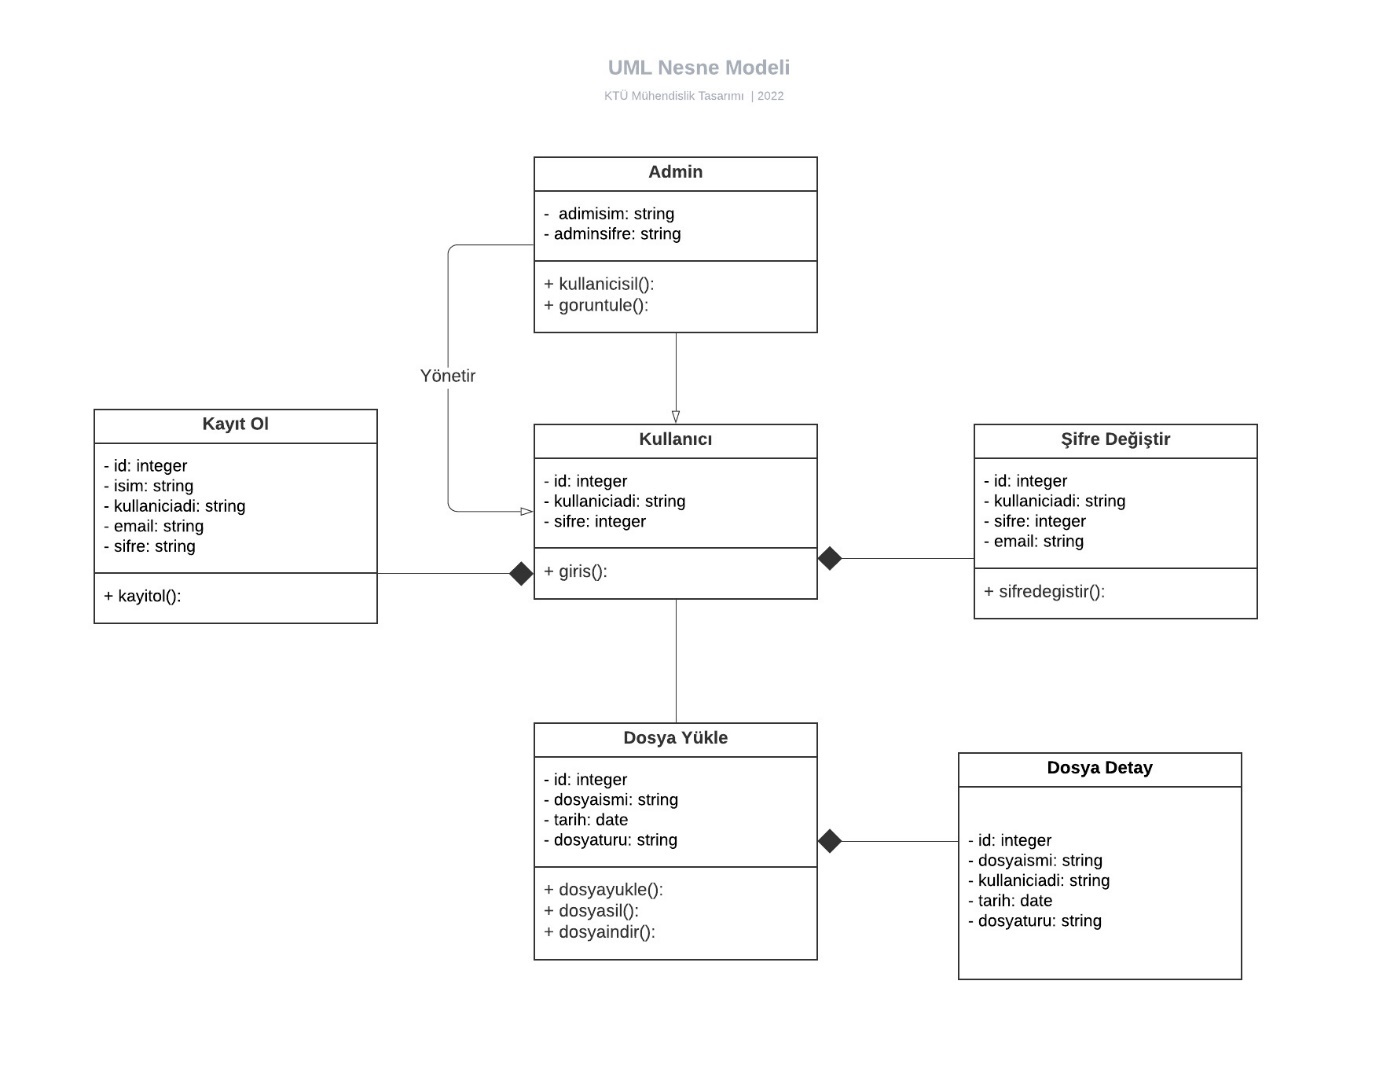 UML Nesne Modeli
KTÜ Mühendislik Tasarımı | 2022
Admin
- adimisim: string
- adminsifre: string
+ kullanicisil():
+ goruntule():
Yönetir
Kayıt Ol
- id: integer
- isim: string
- kullaniciadi: string
- email: string
- sifre: string
+ kayitol():
Kullanıcı
- id: integer
- kullaniciadi: string
- sifre: integer
+ giris():
Şifre Değiştir
- id: integer
- kullaniciadi: string
- sifre: integer
- email: string
+ sifredegistir():
Dosya Yükle
- id: integer
- dosyaismi: string
- tarih: date
- dosyaturu: string
+ dosyayukle():
+ dosyasil():
+ dosyaindir():
Dosya Detay
- id: integer
- dosyaismi: string
- kullaniciadi: string
- tarih: date
- dosyaturu: string